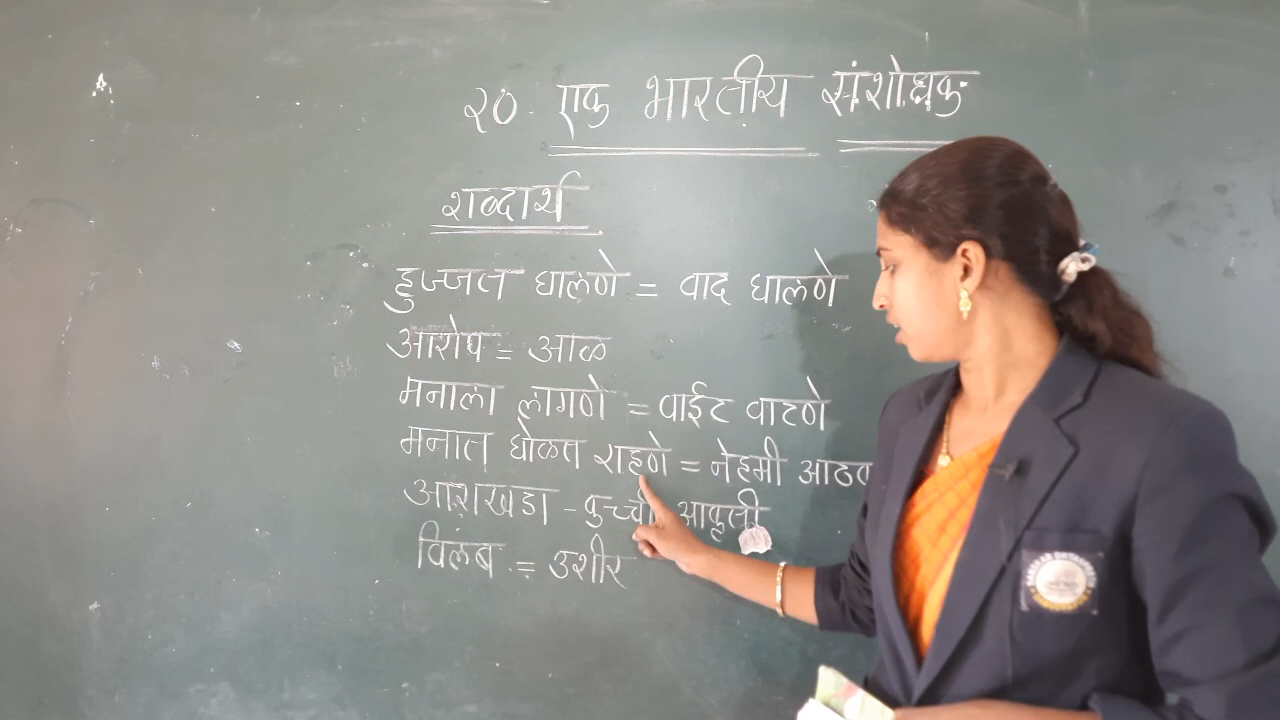 २०. एक भारतीय संशोधक
शब्दार्थ
हुज्जत घालणे = वाद घालणे
आरोप = आळ
मनाला लागणे = वाईट वाटणे
मनात घोळत राहणे = नेहमी आठव
आराखडा - कच्ची आकृती
विलंब = उशीर